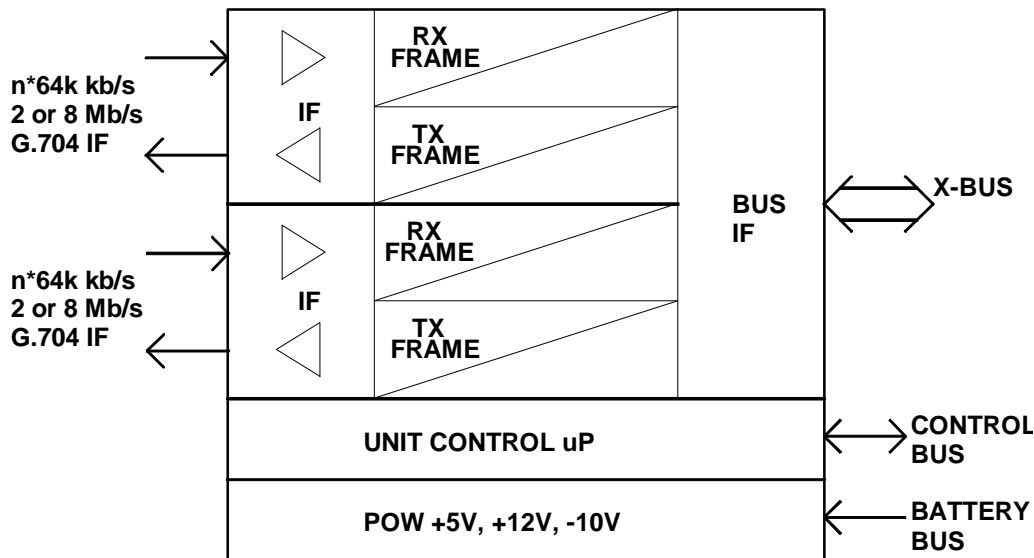 n*64k kb/s
2 or 8 Mb/s
G.704 IF
IF
RX
FRAME
TX
FRAME
n*64k kb/s
2 or 8 Mb/s
G.704 IF
IF
RX
FRAME
TX
FRAME
BUS
IF
X-BUS
UNIT CONTROL uP
CONTROL
BUS
POW +5V, +12V, -10V
BATTERY
BUS